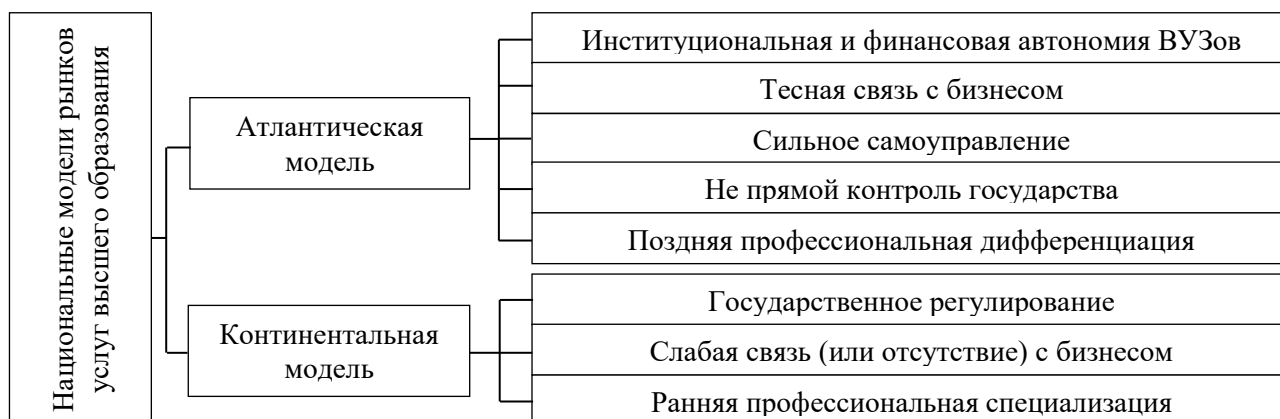 Национальные модели рынков
услуг высшего образования
Атлантическая
модель
Институциональная и финансовая автономия ВУЗов
Тесная связь с бизнесом
Сильное самоуправление
Не прямой контроль государства
Поздняя профессиональная дифференциация
Континентальная
модель
Государственное регулирование
Слабая связь (или отсутствие) с бизнесом
Ранняя профессиональная специализация